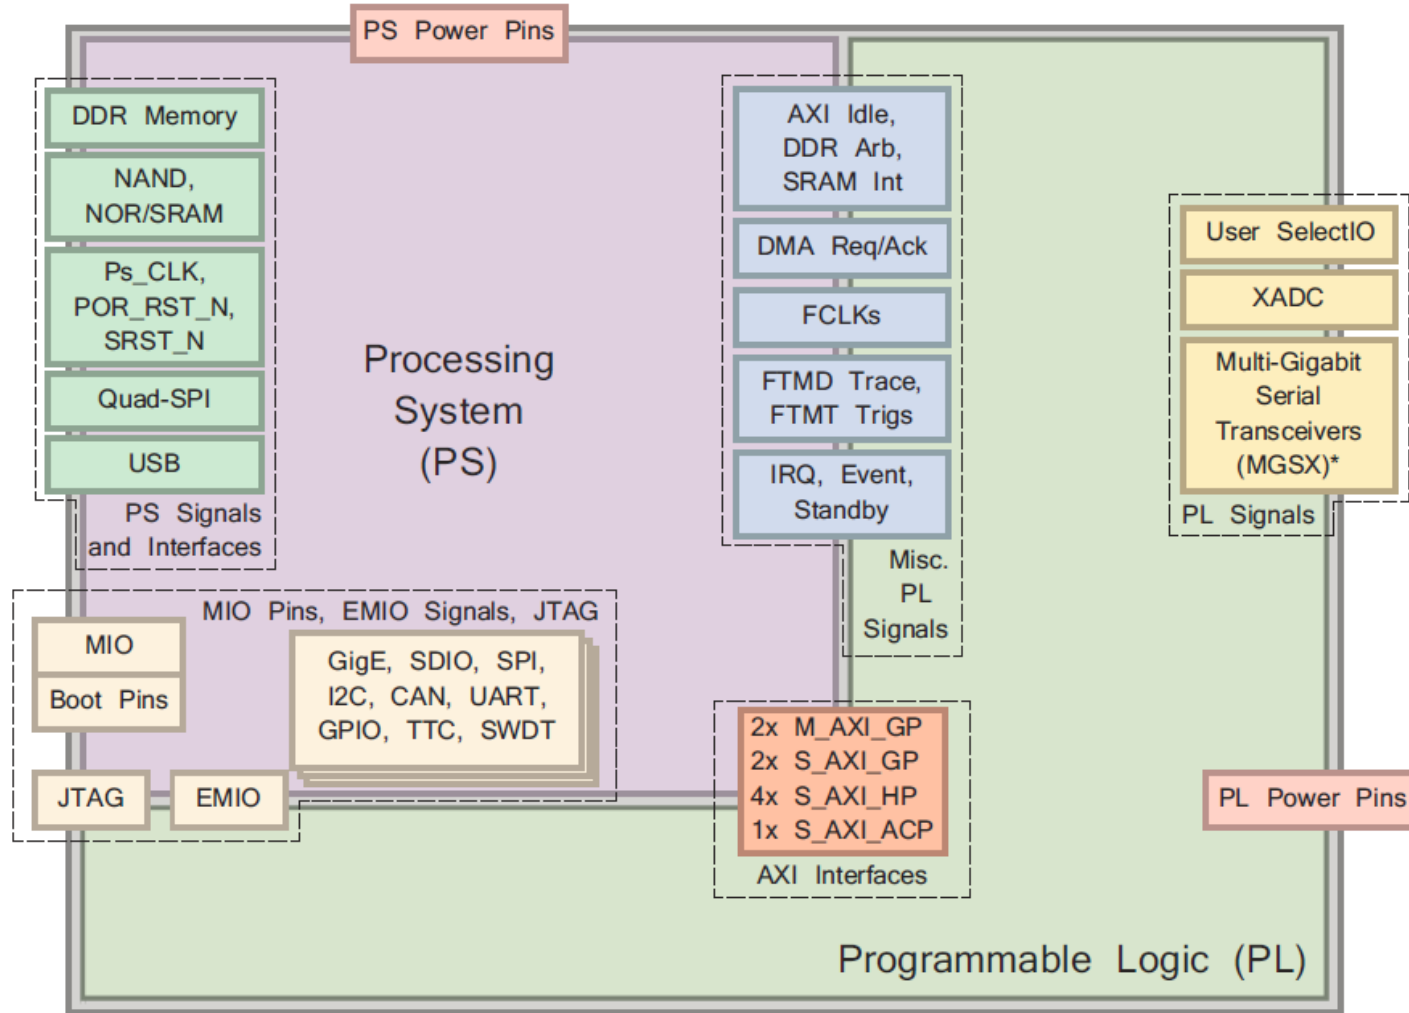 PS Power Pins
DDR Memory
NAND,
NOR/SRAM
Ps_CLK,
POR_RST_N,
SRST_N
Quad-SPI
USB
PS Signals
and Interfaces
Processing
System
(PS)
AXI Idle,
DDR Arb,
SRAM Int
DMA Req/Ack
FCLKs
FTMD Trace,
FTMT Trigs
IRQ, Event,
Standby
Misc.
PL
Signals
User SelectIO
XADC
Multi-Gigabit
Serial
Transceivers
(MGSX)*
PL Signals
MIO Pins, EMIO Signals, JTAG
MIO
Boot Pins
GigE, SDIO, SPI,
I2C, CAN, UART,
GPIO, TTC, SWDT
JTAG
EMIO
2x M_AXI_GP
2x S_AXI_GP
4x S_AXI_HP
1x S_AXI_ACP
AXI Interfaces
PL Power Pins
Programmable Logic (PL)